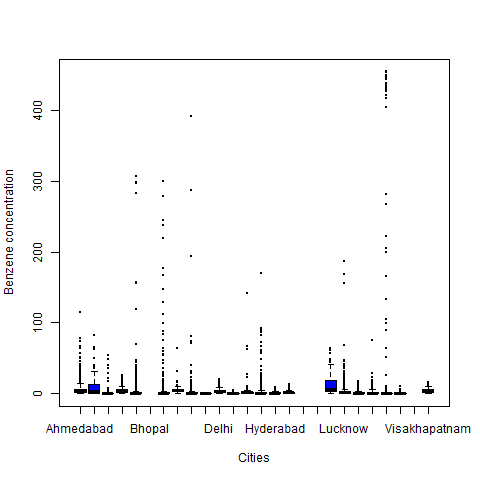 Benzene concentration
400
300
200
100
0
Ahmedabad Bhopal Delhi Hyderabad Lucknow Visakhapatnam
Cities